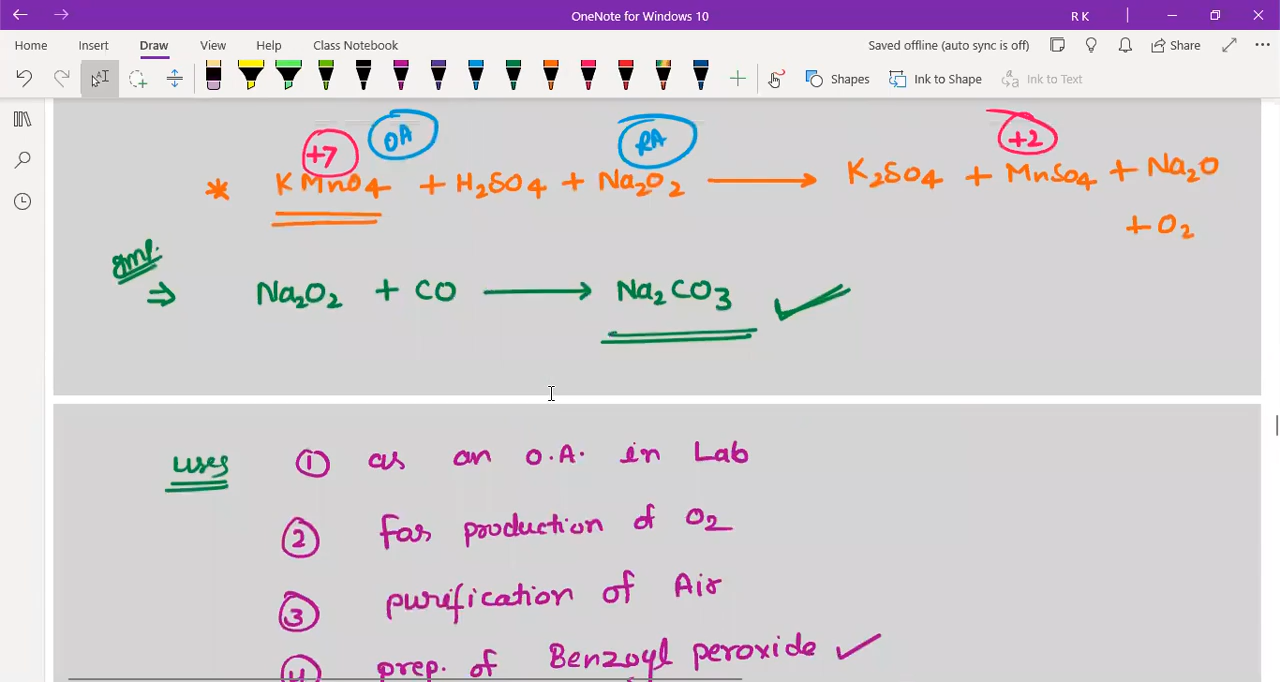 OneNote for Windows 10
R K
Home Insert Draw View Help Class Notebook
Saved offline (auto sync is off) Share
Shapes Ink to Shape Ink to Text
+7 OA RA +2
* KMnO4 + H2SO4 + Na2O2 → K2SO4 + MnSO4 + Na2O
+ O2
Imp.
⇒ Na2O2 + CO → Na2CO3 ✓
uses ① as an O.A. in Lab
② For production of O2
③ purification of Air
④ prep. of Benzoyl peroxide ✓